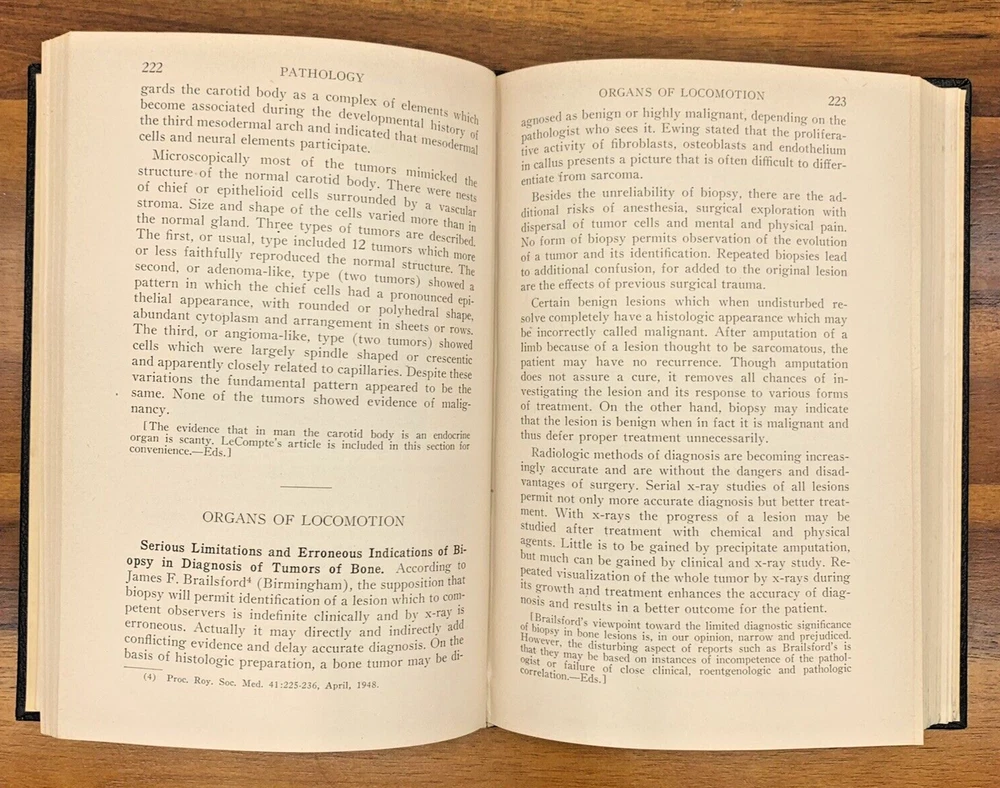 222
PATHOLOGY
gards the carotid body as a complex of elements which
become associated during the developmental history of
the third mesodermal arch and indicated that mesodermal
cells and neural elements participate.
Microscopically most of the tumors mimicked the
structure of the normal carotid body. There were nests
of chief or epithelioid cells surrounded by a vascular
stroma. Size and shape of the cells varied more than in
the normal gland. Three types of tumors are described.
The first, or usual, type included 12 tumors which more
or less faithfully reproduced the normal structure. The
second, or adenoma-like, type (two tumors) showed a
pattern in which the chief cells had a pronounced epi-
thelial appearance, with rounded or polyhedral shape,
abundant cytoplasm and arrangement in sheets or rows.
The third, or angioma-like, type (two tumors) showed
cells which were largely spindle shaped or crescentic
and apparently closely related to capillaries. Despite these
variations the fundamental pattern appeared to be the
same. None of the tumors showed evidence of malig-
nancy.
[The evidence that in man the carotid body is an endocrine
organ is scanty. LeCompte's article is included in this section for
convenience.—Eds.]
ORGANS OF LOCOMOTION
Serious Limitations and Erroneous Indications of Bi-
opsy in Diagnosis of Tumors of Bone. According to
James F. Brailsford⁴ (Birmingham), the supposition that
biopsy will permit identification of a lesion which to com-
petent observers is indefinite clinically and by x-ray is
erroneous. Actually it may directly and indirectly add
conflicting evidence and delay accurate diagnosis. On the
basis of histologic preparation, a bone tumor may be di-
(4) Proc. Roy. Soc. Med. 41:225-236, April, 1948.
ORGANS OF LOCOMOTION
223
agnosed as benign or highly malignant, depending on the
pathologist who sees it. Ewing stated that the prolifera-
tive activity of fibroblasts, osteoblasts and endothelium
in callus presents a picture that is often difficult to differ-
entiate from sarcoma.
Besides the unreliability of biopsy, there are the ad-
ditional risks of anesthesia, surgical exploration with
dispersal of tumor cells and mental and physical pain.
No form of biopsy permits observation of the evolution
of a tumor and its identification. Repeated biopsies lead
to additional confusion, for added to the original lesion
are the effects of previous surgical trauma.
Certain benign lesions which when undisturbed re-
solve completely have a histologic appearance which may
be incorrectly called malignant. After amputation of a
limb because of a lesion thought to be sarcomatous, the
patient may have no recurrence. Though amputation
does not assure a cure, it removes all chances of in-
vestigating the lesion and its response to various forms
of treatment. On the other hand, biopsy may indicate
that the lesion is benign when in fact it is malignant and
thus defer proper treatment unnecessarily.
Radiologic methods of diagnosis are becoming increas-
ingly accurate and are without the dangers and disad-
vantages of surgery. Serial x-ray studies of all lesions
permit not only more accurate diagnosis but better treat-
ment. With x-rays the progress of a lesion may be
studied after treatment with chemical and physical
agents. Little is to be gained by precipitate amputation,
but much can be gained by clinical and x-ray study. Re-
peated visualization of the whole tumor by x-rays during
its growth and treatment enhances the accuracy of diag-
nosis and results in a better outcome for the patient.
[Brailsford's viewpoint toward the limited diagnostic significance
of biopsy in bone lesions is, in our opinion, narrow and prejudiced.
However, the disturbing aspect of reports such as Brailsford's is
that they may be based on instances of incompetence of the pathol-
ogist or failure of close clinical, roentgenologic and pathologic
correlation.—Eds.]